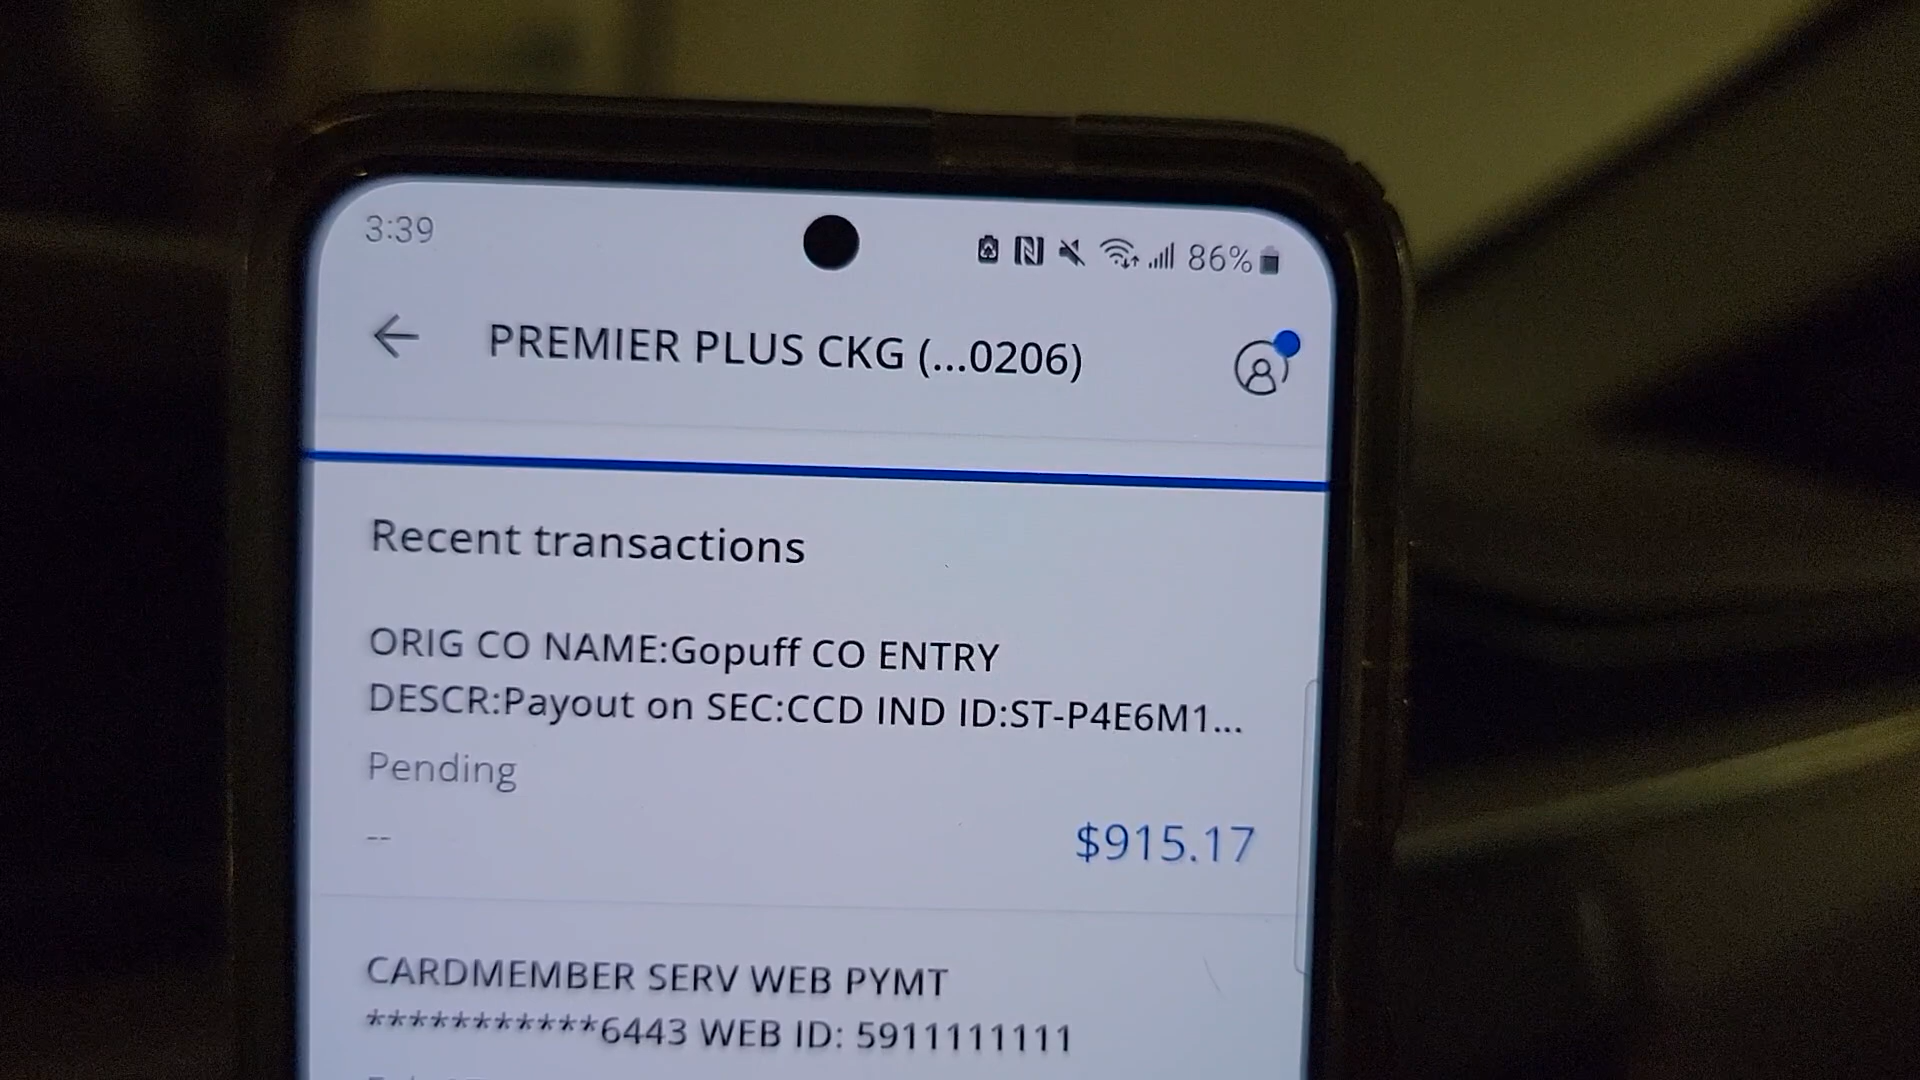 3:39
86%
PREMIER PLUS CKG (...0206)
Recent transactions
ORIG CO NAME:Gopuff CO ENTRY
DESCR:Payout on SEC:CCD IND ID:ST-P4E6M1...
Pending
--
$915.17
CARDMEMBER SERV WEB PYMT
***********6443 WEB ID: 5911111111